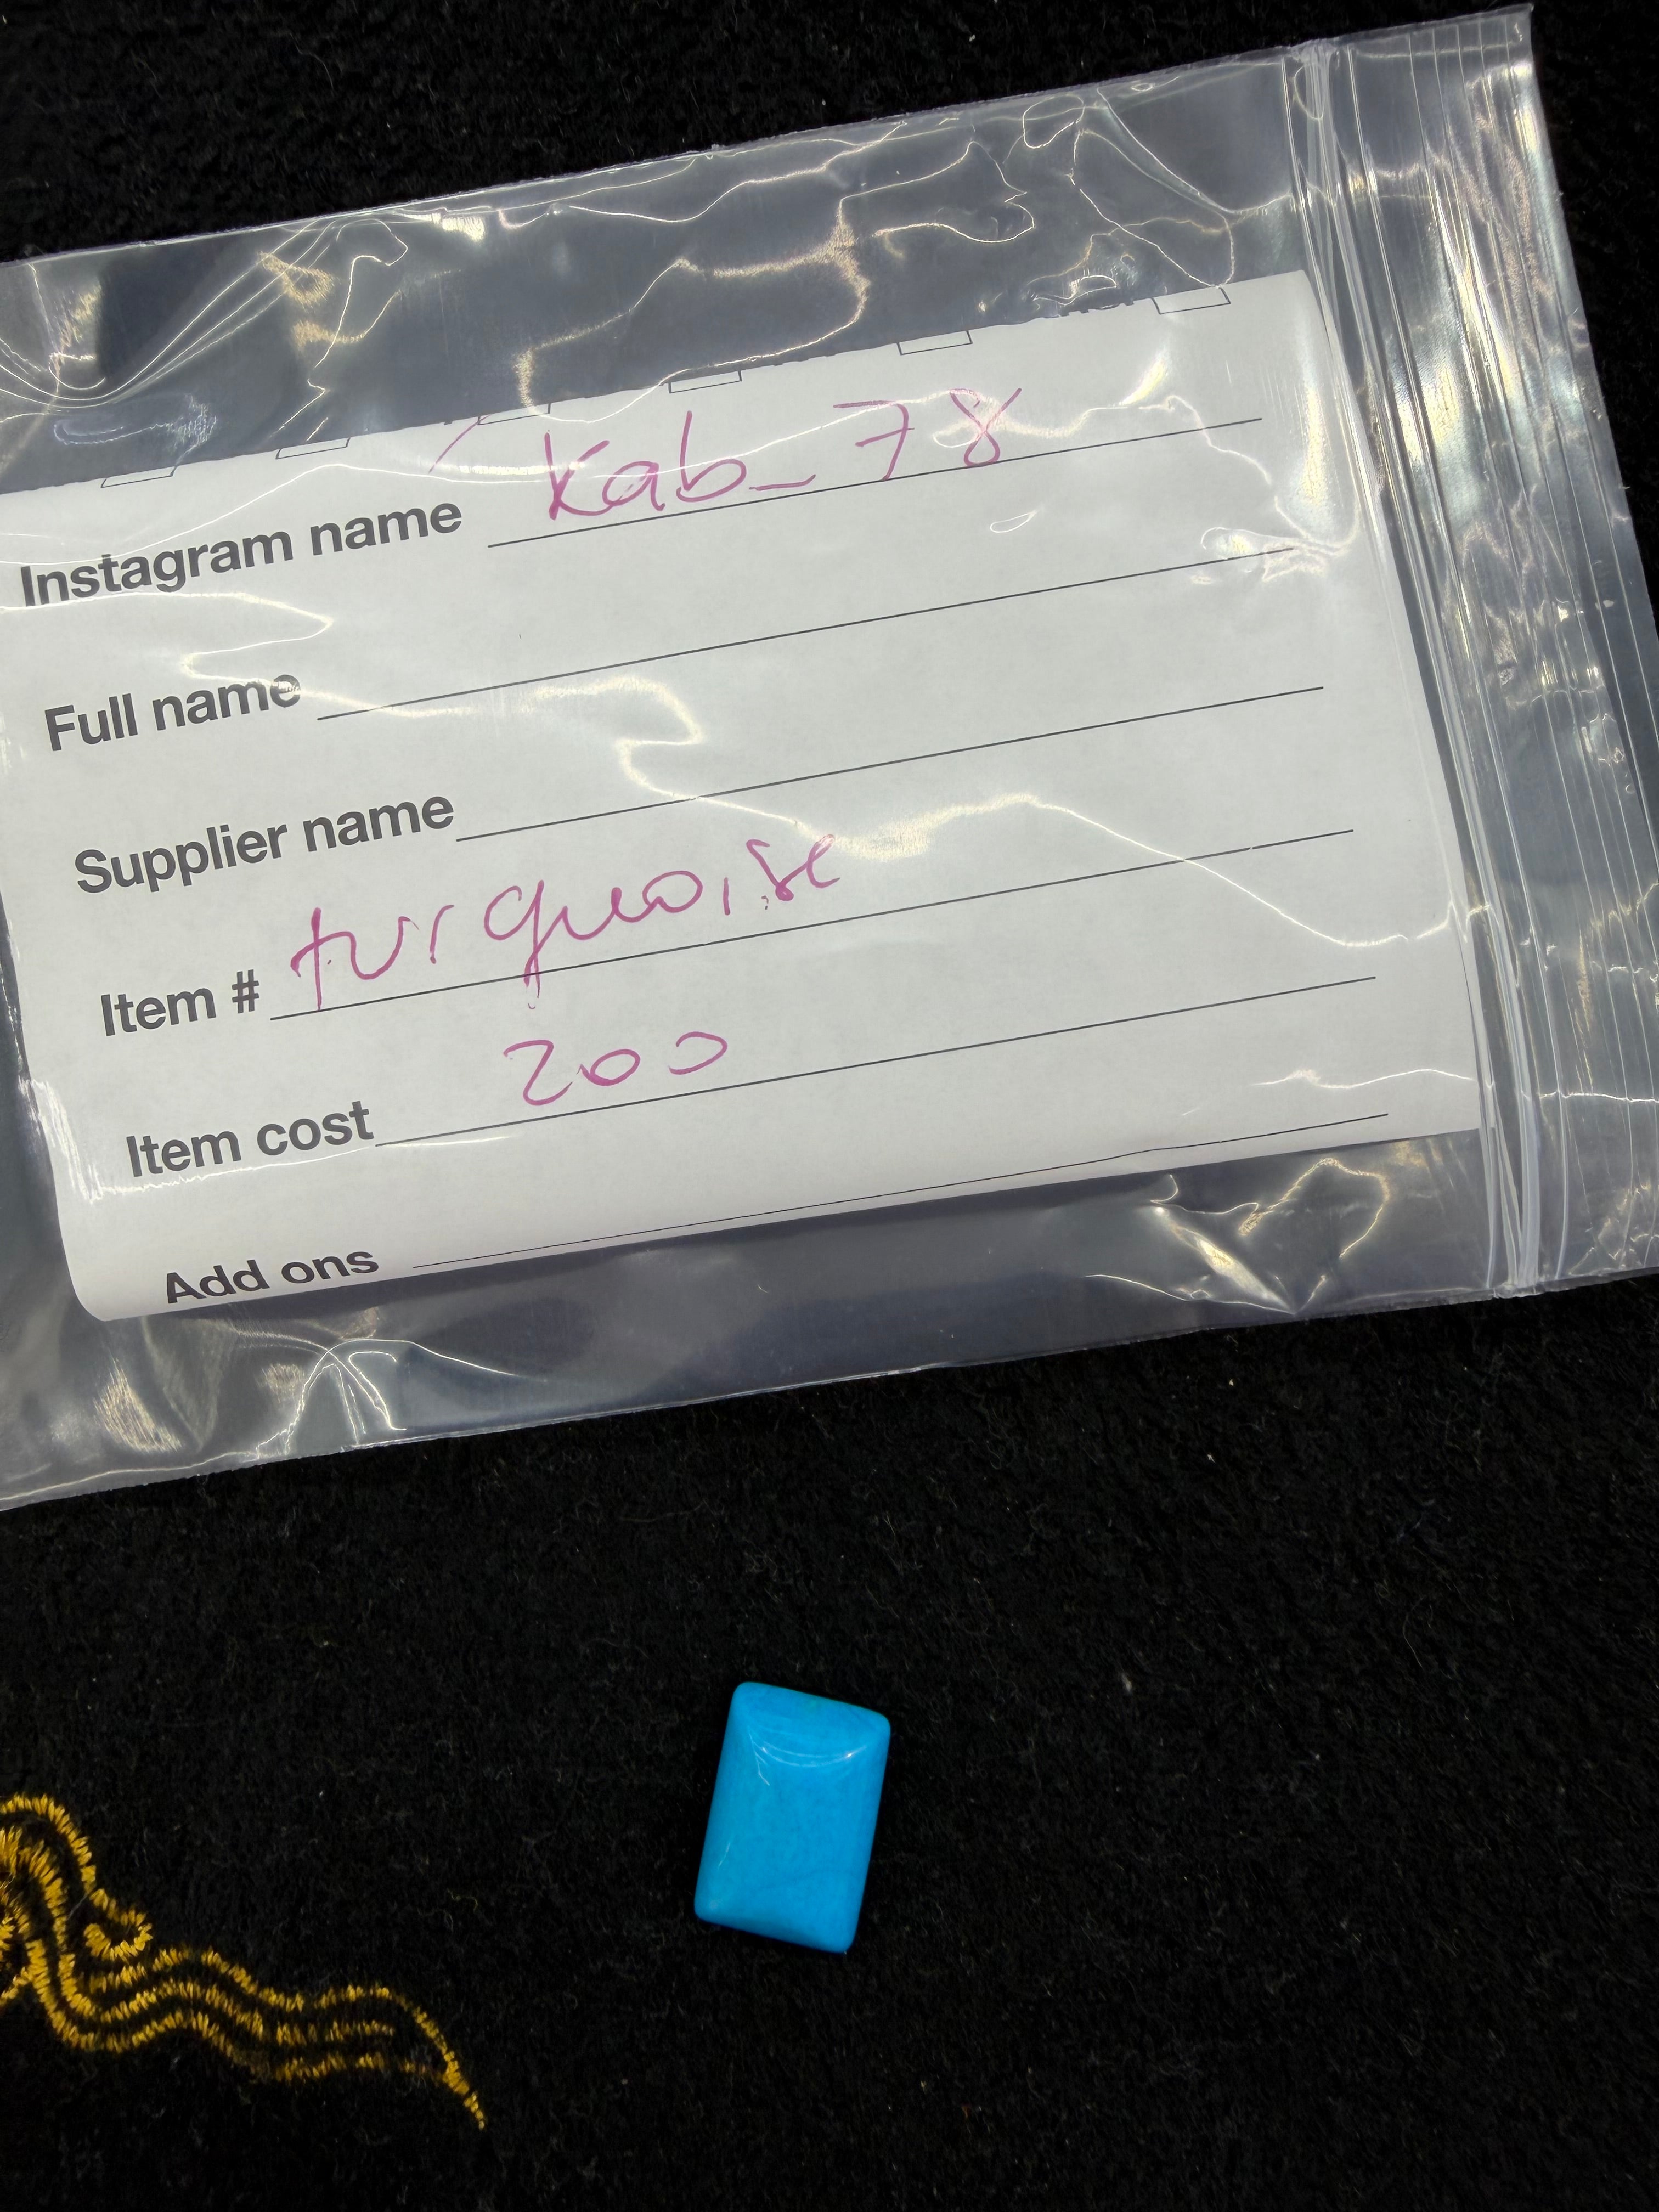 Instagram name kab_78
Full name
Supplier name
Item # turquoise
Item cost 200
Add ons